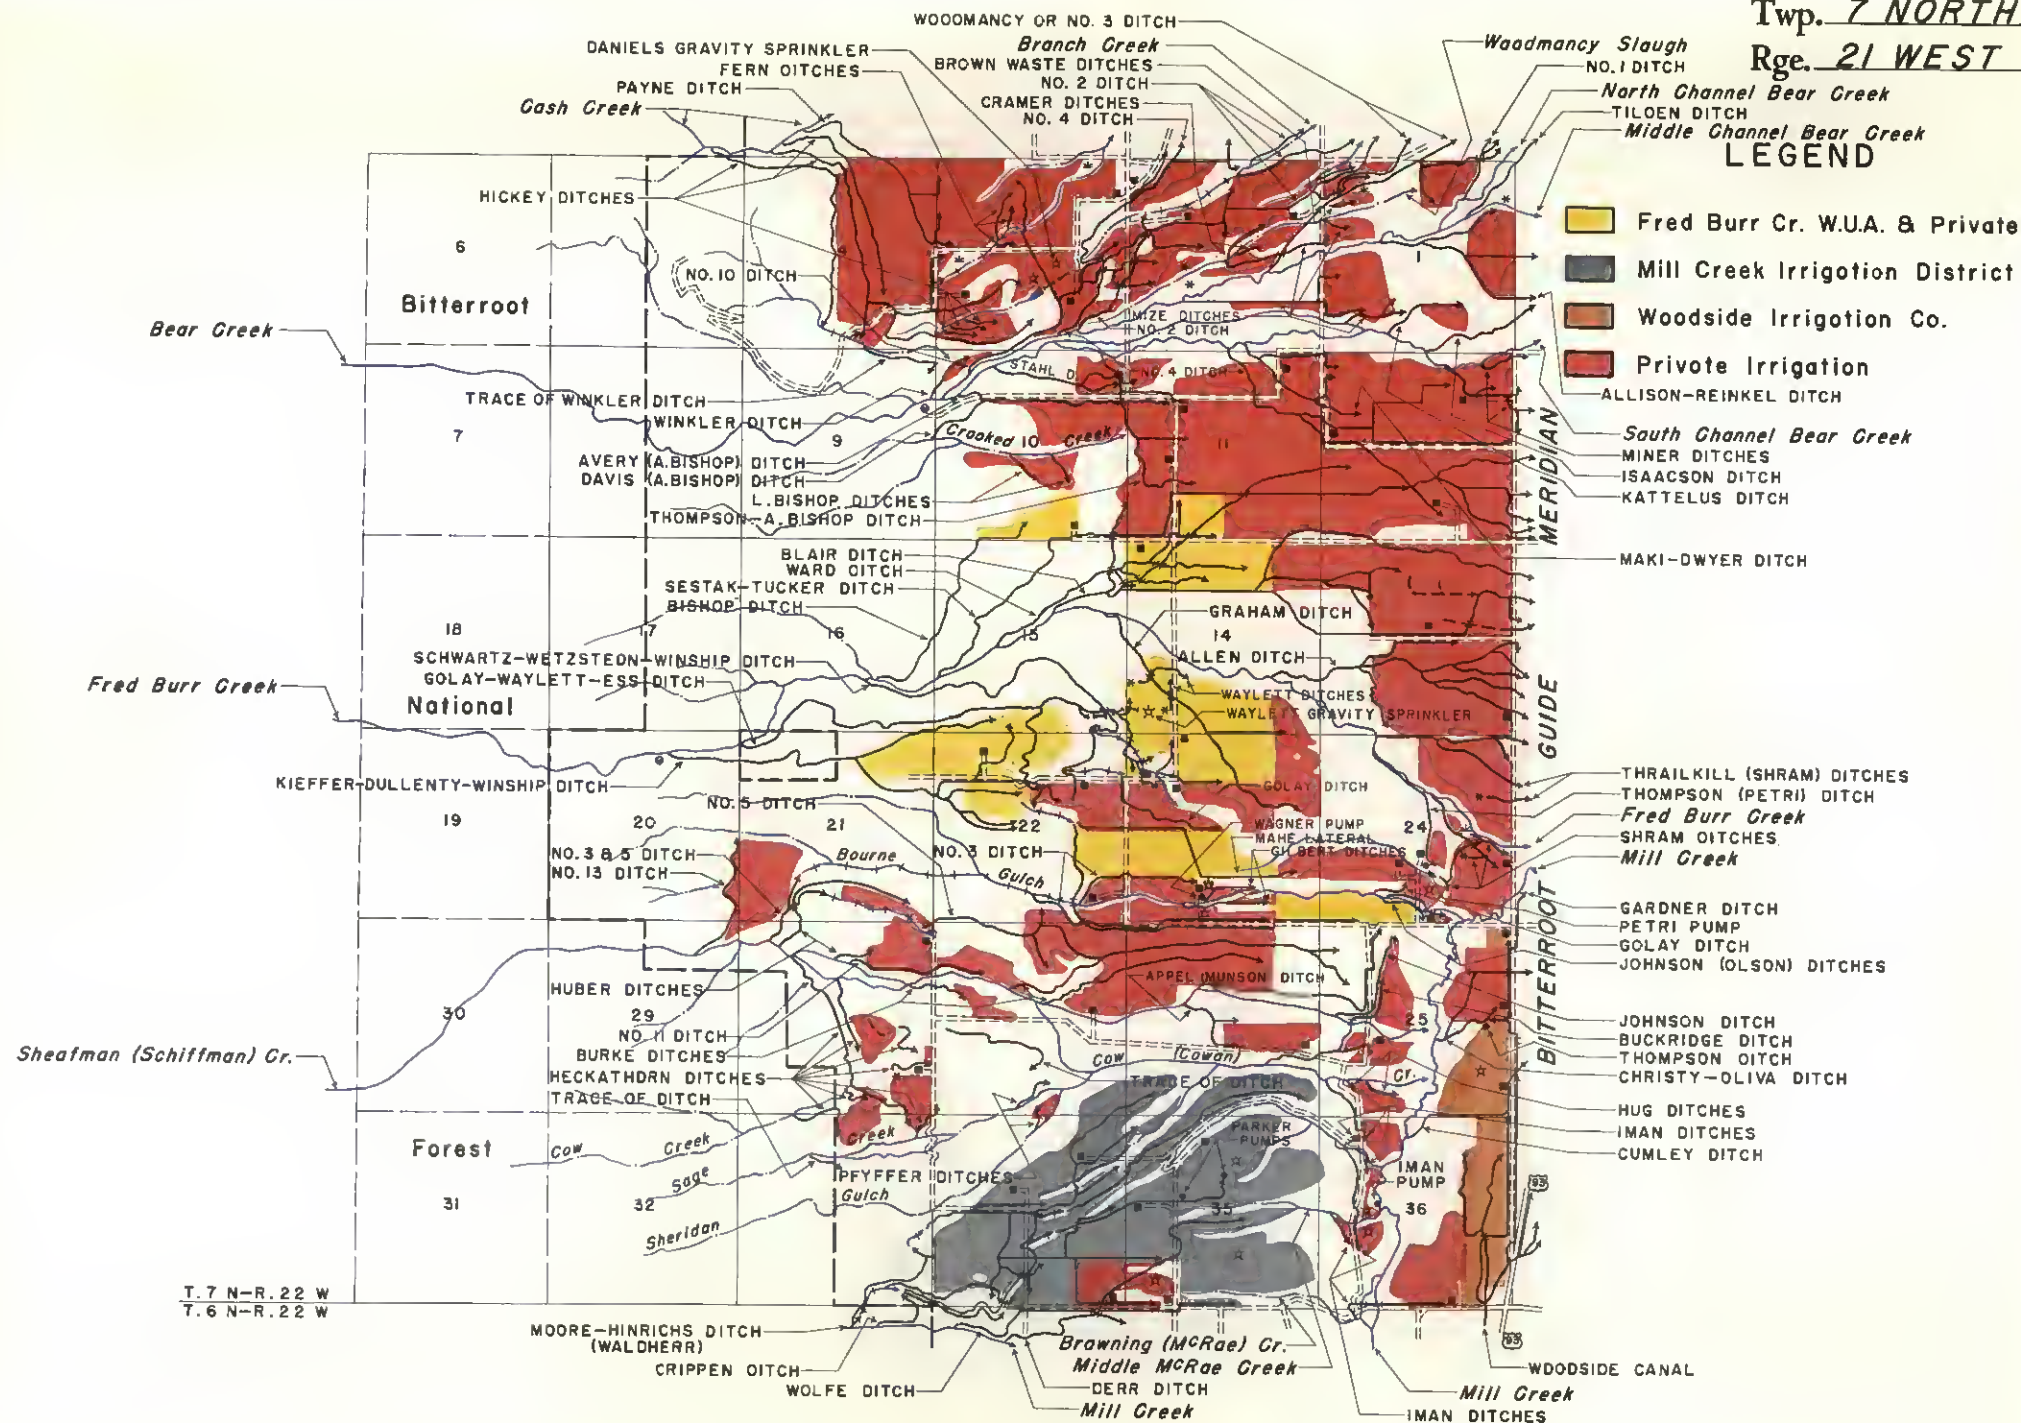 Twp. 7 NORTH
Rge. 21 WEST
WOODMANCY OR NO. 3 DITCH
Branch Creek
BROWN WASTE DITCHES
NO. 2 DITCH
CRAMER DITCHES
NO. 4 DITCH
DANIELS GRAVITY SPRINKLER
FERN OITCHES
PAYNE DITCH
Gash Creek
Woodmancy Slough
NO. 1 DITCH
North Channel Bear Creek
TILOEN DITCH
Middle Channel Bear Creek
LEGEND
Fred Burr Cr. W.U.A. & Private
Mill Creek Irrigotion District
Woodside Irrigotion Co.
Private Irrigation
HICKEY DITCHES
6
1
NO. 10 DITCH
Bitterroot
Bear Creek
MIZE DITCHES
NO. 2 DITCH
STAHL D
NO. 4 DITCH
ALLISON-REINKEL DITCH
TRACE OF WINKLER DITCH
WINKLER DITCH
7
9
Crooked 10 Creek
11
South Channel Bear Creek
MINER DITCHES
ISAACSON DITCH
KATTELUS DITCH
AVERY (A.BISHOP) DITCH
DAVIS (A.BISHOP) DITCH
L.BISHOP DITCHES
THOMPSON-A.BISHOP DITCH
MERIDIAN
BLAIR DITCH
WARD OITCH
SESTAK-TUCKER DITCH
BISHOP DITCH
MAKI-DWYER DITCH
GRAHAM DITCH
18
17
16
15
14
ALLEN DITCH
SCHWARTZ-WETZSTEON-WINSHIP DITCH
GOLAY-WAYLETT-ESS DITCH
Fred Burr Creek
National
WAYLETT DITCHES
WAYLETT GRAVITY SPRINKLER
GUIDE
KIEFFER-DULLENTY-WINSHIP DITCH
NO. 5 DITCH
GOLAY DITCH
THRAILKILL (SHRAM) DITCHES
THOMPSON (PETRI) DITCH
Fred Burr Creek
SHRAM OITCHES
Mill Creek
19
20
21
22
24
WAGNER PUMP
MAHE LATERAL
GILBERT DITCHES
NO. 3 & 5 DITCH
NO. 13 DITCH
Bourne
Gulch
NO. 3 DITCH
GARDNER DITCH
PETRI PUMP
GOLAY DITCH
JOHNSON (OLSON) DITCHES
BITTERROOT
APPEL (MUNSON DITCH
HUBER DITCHES
30
29
25
NO. 11 DITCH
BURKE DITCHES
HECKATHDRN DITCHES
TRACE OF DITCH
Sheafman (Schiffman) Cr.
Cow (Cowan) Cr.
TRACE OF DITCH
JOHNSON DITCH
BUCKRIDGE DITCH
THOMPSON OITCH
CHRISTY-OLIVA DITCH
HUG DITCHES
IMAN DITCHES
CUMLEY DITCH
Forest
Cow Creek
Sage Creek
PARKER
PUMPS
IMAN
PUMP
PFYFFER DITCHES
31
32
35
36
Sheridan Gulch
93
T. 7 N-R. 22 W
T. 6 N-R. 22 W
MOORE-HINRICHS DITCH
(WALDHERR)
CRIPPEN OITCH
WOLFE DITCH
Browning (McRae) Cr.
Middle McRae Creek
DERR DITCH
Mill Creek
93
WOODSIDE CANAL
Mill Creek
IMAN DITCHES